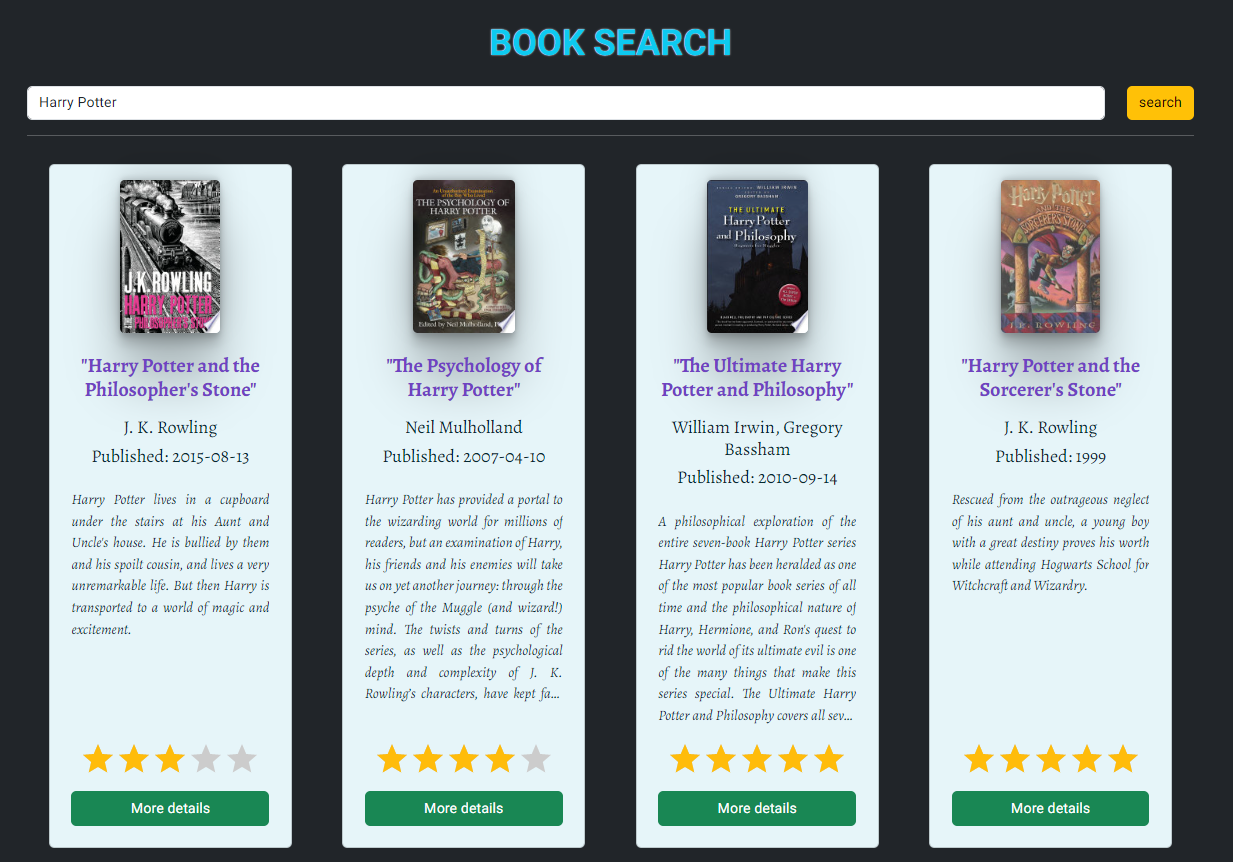 BOOK SEARCH
Harry Potter
search
J.K. ROWLING
HARRY POTTER
"Harry Potter and the
Philosopher's Stone"
J. K. Rowling
Published: 2015-08-13
Harry Potter lives in a cupboard
under the stairs at his Aunt and
Uncle's house. He is bullied by them
and his spoilt cousin, and lives a very
unremarkable life. But then Harry is
transported to a world of magic and
excitement.
More details
THE PSYCHOLOGY OF
HARRY POTTER
Edited by Neil Mulholland,
"The Psychology of
Harry Potter"
Neil Mulholland
Published: 2007-04-10
Harry Potter has provided a portal to
the wizarding world for millions of
readers, but an examination of Harry,
his friends and his enemies will take
us on yet another journey: through the
psyche of the Muggle (and wizard!)
mind. The twists and turns of the
series, as well as the psychological
depth and complexity of J. K.
Rowling's characters, have kept fa...
More details
WILLIAM IRWIN
GREGORY BASSHAM
THE ULTIMATE
Harry Potter
and Philosophy
"The Ultimate Harry
Potter and Philosophy"
William Irwin, Gregory
Bassham
Published: 2010-09-14
A philosophical exploration of the
entire seven-book Harry Potter series
Harry Potter has been heralded as one
of the most popular book series of all
time and the philosophical nature of
Harry, Hermione, and Ron's quest to
rid the world of its ultimate evil is one
of the many things that make this
series special. The Ultimate Harry
Potter and Philosophy covers all sev...
More details
Harry Potter
AND THE
SORCERER'S STONE
J.K. ROWLING
"Harry Potter and the
Sorcerer's Stone"
J. K. Rowling
Published: 1999
Rescued from the outrageous neglect
of his aunt and uncle, a young boy
with a great destiny proves his worth
while attending Hogwarts School for
Witchcraft and Wizardry.
More details